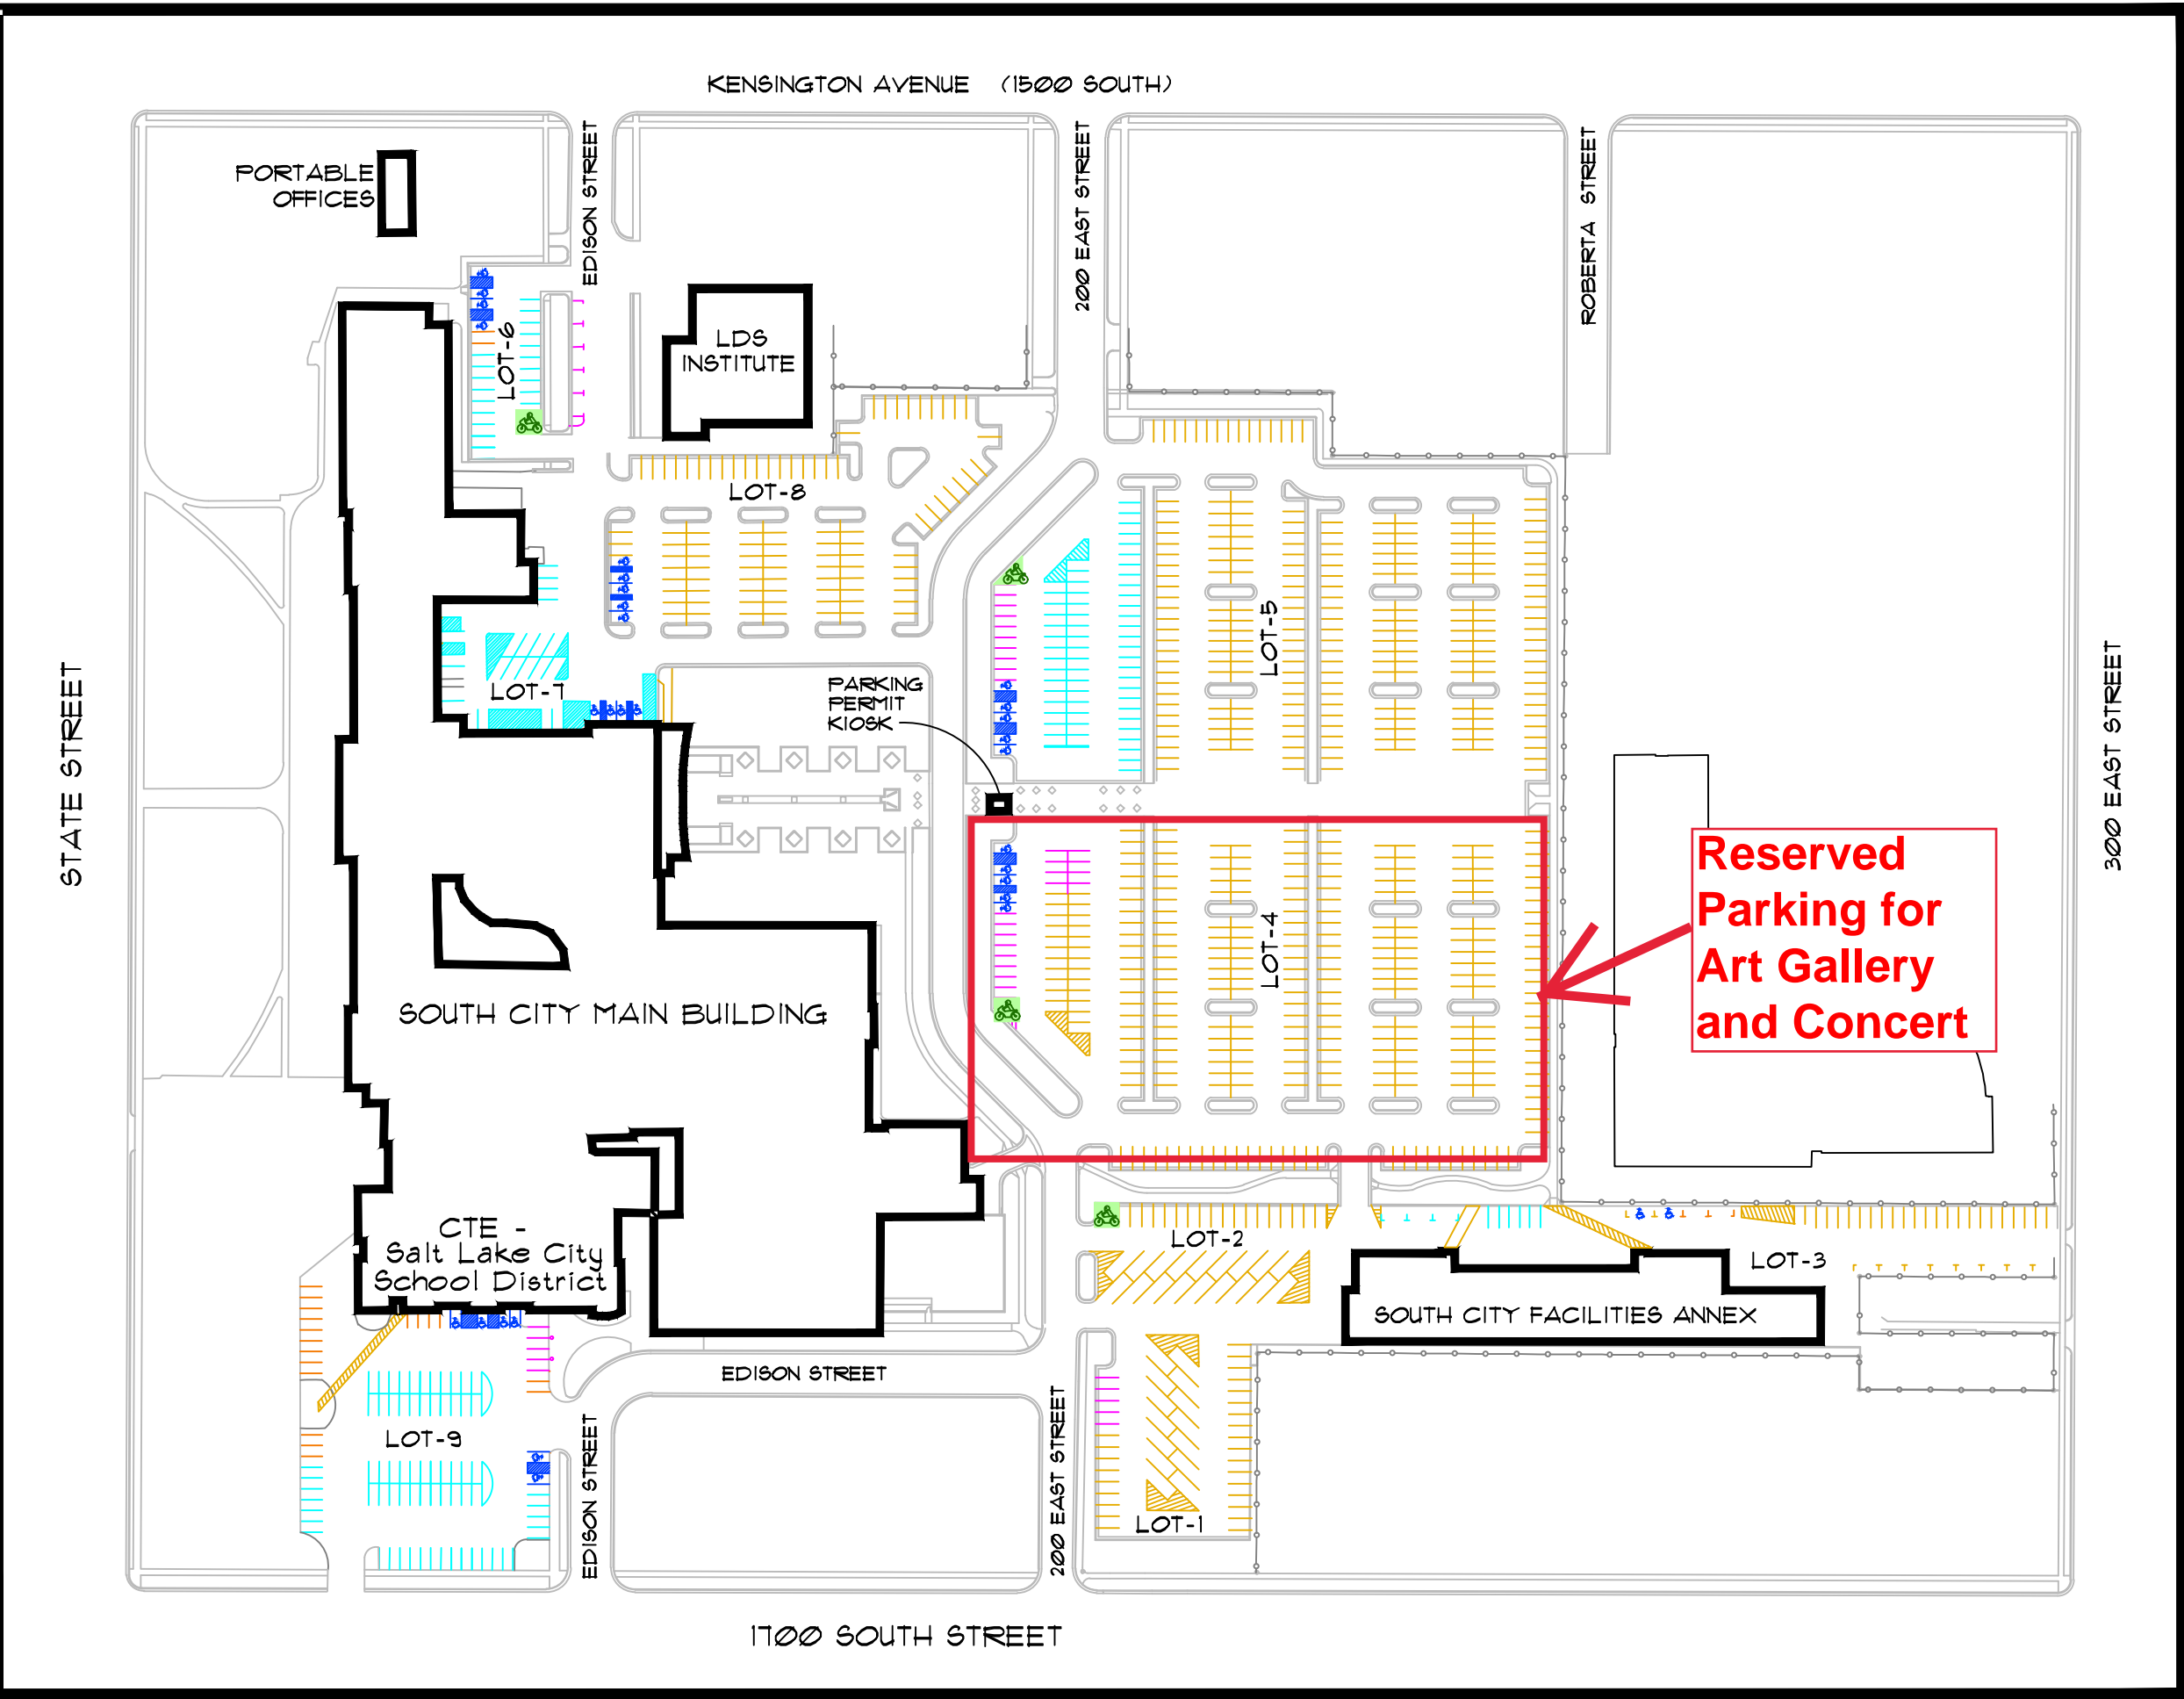 KENSINGTON AVENUE (1500 SOUTH)
PORTABLE
OFFICES
EDISON STREET
200 EAST STREET
ROBERTA STREET
LOT-6
LDS
INSTITUTE
LOT-8
LOT-5
LOT-7
PARKING
PERMIT
KIOSK
STATE STREET
300 EAST STREET
Reserved
Parking for
Art Gallery
and Concert
LOT-4
SOUTH CITY MAIN BUILDING
CTE -
Salt Lake City
School District
LOT-2
LOT-3
SOUTH CITY FACILITIES ANNEX
EDISON STREET
LOT-9
EDISON STREET
200 EAST STREET
LOT-1
1700 SOUTH STREET